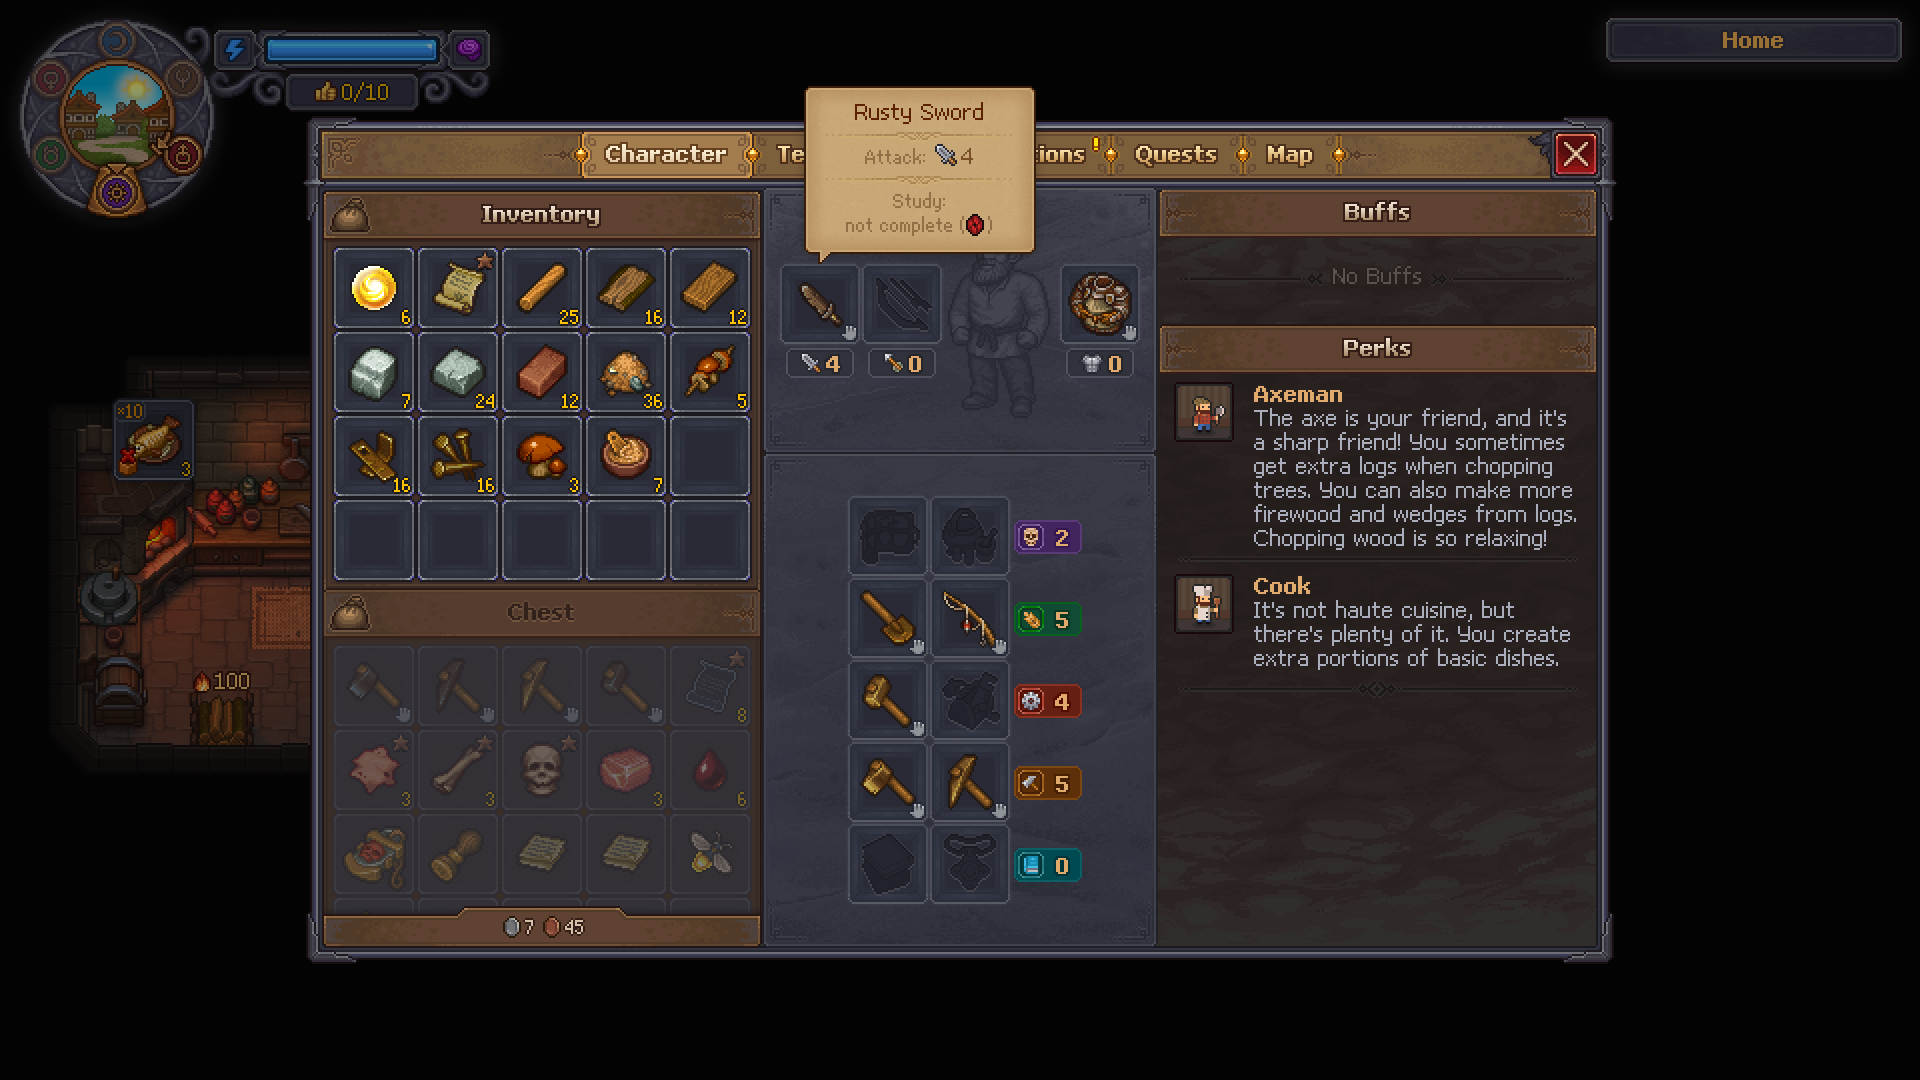 0/10
Home
Rusty Sword
Attack: 4
Study:
not complete ( )
Character
Te
ions
!
Quests
Map
Inventory
6
25
16
12
7
24
12
36
5
16
16
3
7
4
0
0
×10
3
100
Chest
8
3
3
3
6
7 45
2
5
4
5
0
Buffs
No Buffs
Perks
Axeman
The axe is your friend, and it's
a sharp friend! You sometimes
get extra logs when chopping
trees. You can also make more
firewood and wedges from logs.
Chopping wood is so relaxing!
Cook
It's not haute cuisine, but
there's plenty of it. You create
extra portions of basic dishes.